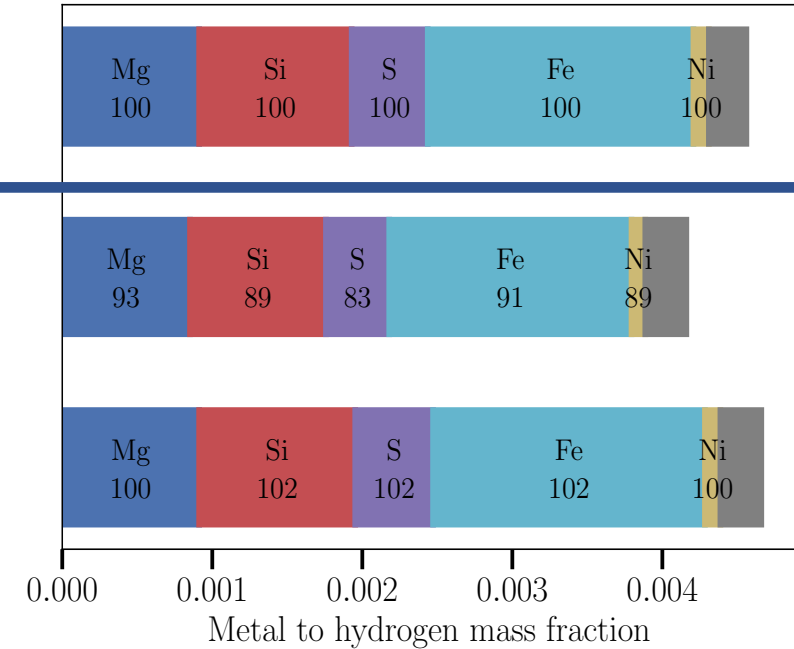 Mg Si S Fe Ni
100 100 100 100 100
Mg Si S Fe Ni
93 89 83 91 89
Mg Si S Fe Ni
100 102 102 102 100
0.000 0.001 0.002 0.003 0.004
Metal to hydrogen mass fraction